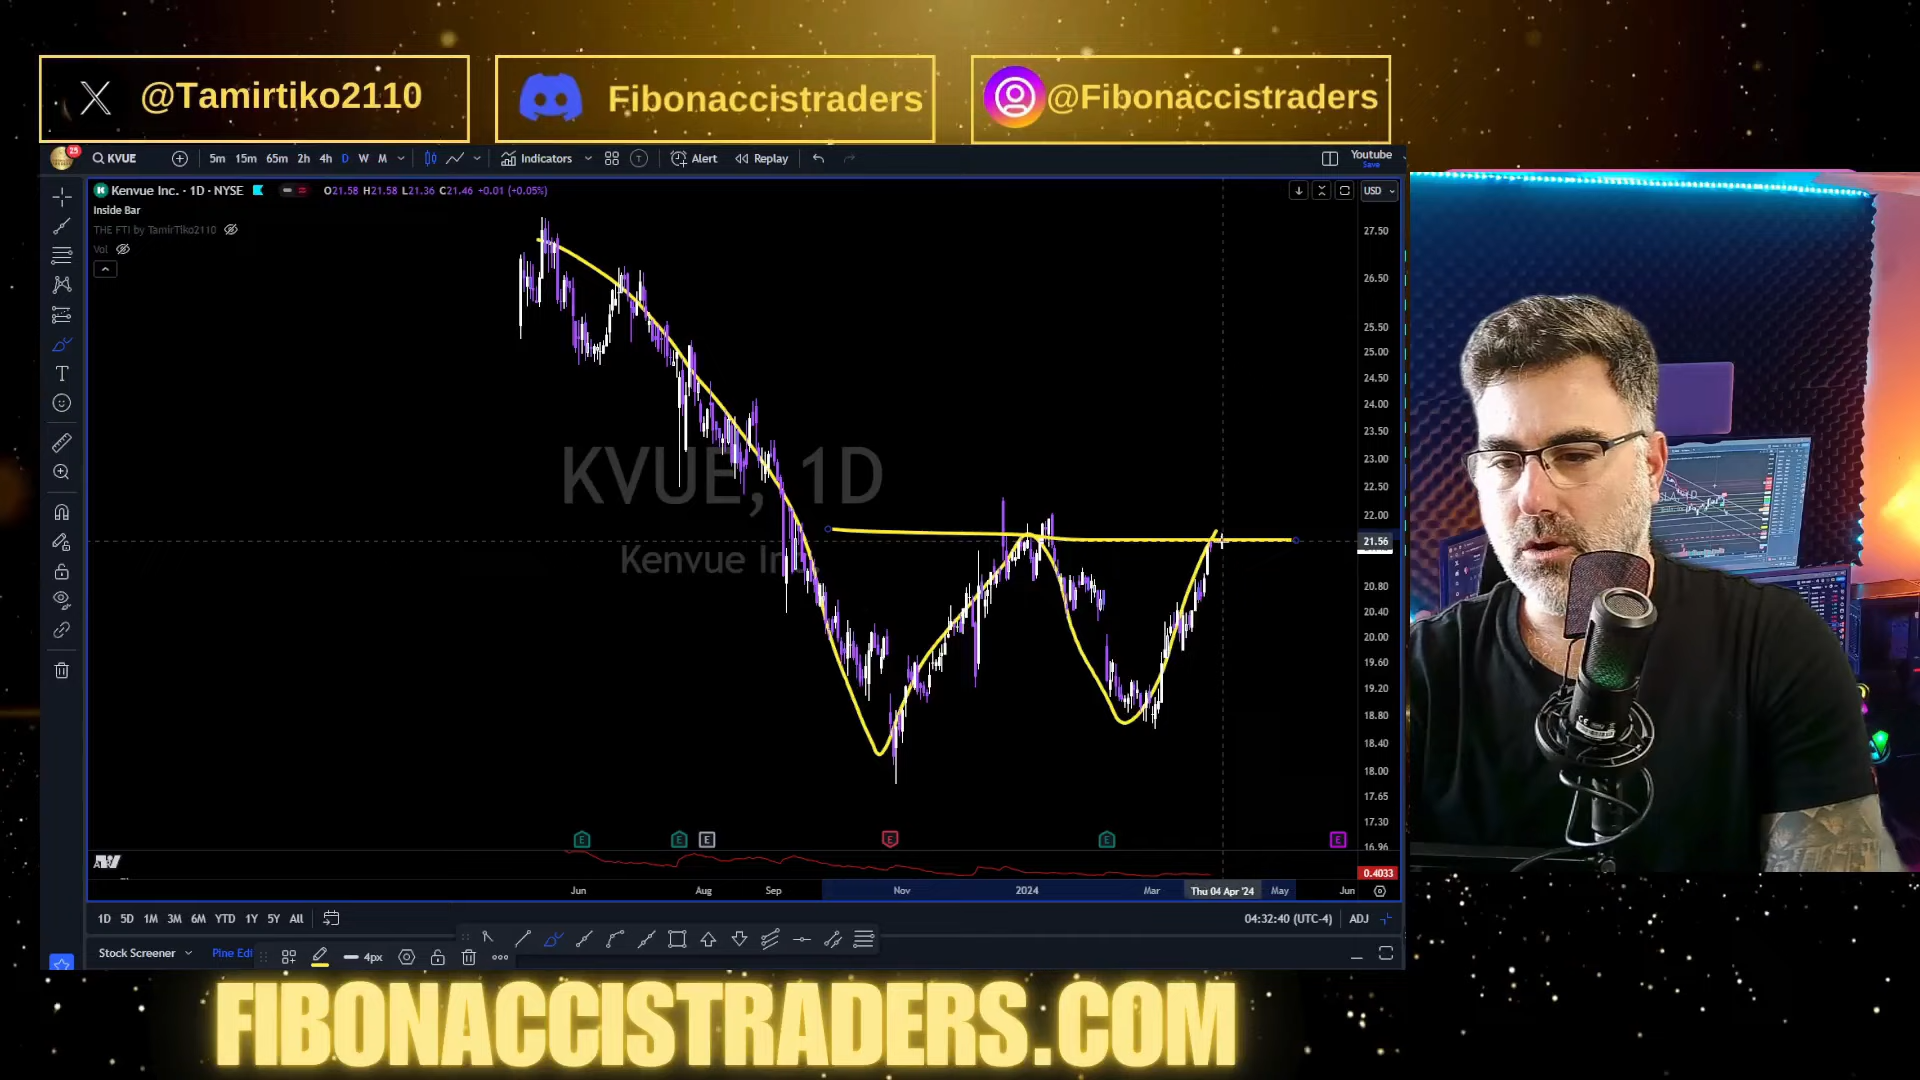 @Tamirtiko2110
Fibonaccistraders
@Fibonaccistraders
25
KVUE
5m 15m 65m 2h 4h D W M
Indicators
Alert
Replay
Youtube
Save
Kenvue Inc. · 1D · NYSE
O21.58 H21.58 L21.36 C21.46 +0.01 (+0.05%)
USD
Inside Bar
THE FTI by TamirTiko2110
Vol
KVUE, 1D
Kenvue Inc.
27.50
26.50
25.50
25.00
24.50
24.00
23.50
23.00
22.50
22.00
21.56
20.80
20.40
20.00
19.60
19.20
18.80
18.40
18.00
17.65
17.30
16.96
0.4033
E E E E E E
Jun Aug Sep Nov 2024 Mar Thu 04 Apr '24 May Jun
1D 5D 1M 3M 6M YTD 1Y 5Y All
04:32:40 (UTC-4) ADJ
Stock Screener
Pine Edi
4px
FIBONACCISTRADERS.COM